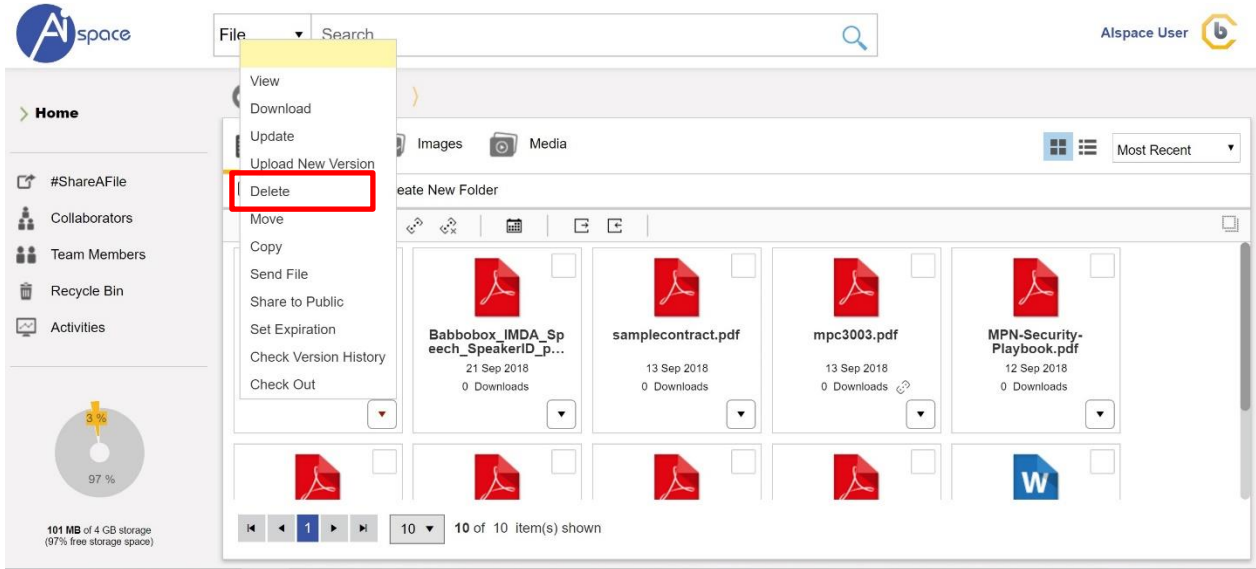 Ai space
File
Search
AIspace User
b
Home
#ShareAFile
Collaborators
Team Members
Recycle Bin
Activities
3 %
97 %
101 MB of 4 GB storage
(97% free storage space)
View
Download
Update
Upload New Version
Delete
Move
Copy
Send File
Share to Public
Set Expiration
Check Version History
Check Out
Images
Media
Most Recent
eate New Folder
Babbobox_IMDA_Sp
eech_SpeakerID_p...
21 Sep 2018
0 Downloads
samplecontract.pdf
13 Sep 2018
0 Downloads
mpc3003.pdf
13 Sep 2018
0 Downloads
MPN-Security-
Playbook.pdf
12 Sep 2018
0 Downloads
W
1
10
10 of 10 item(s) shown